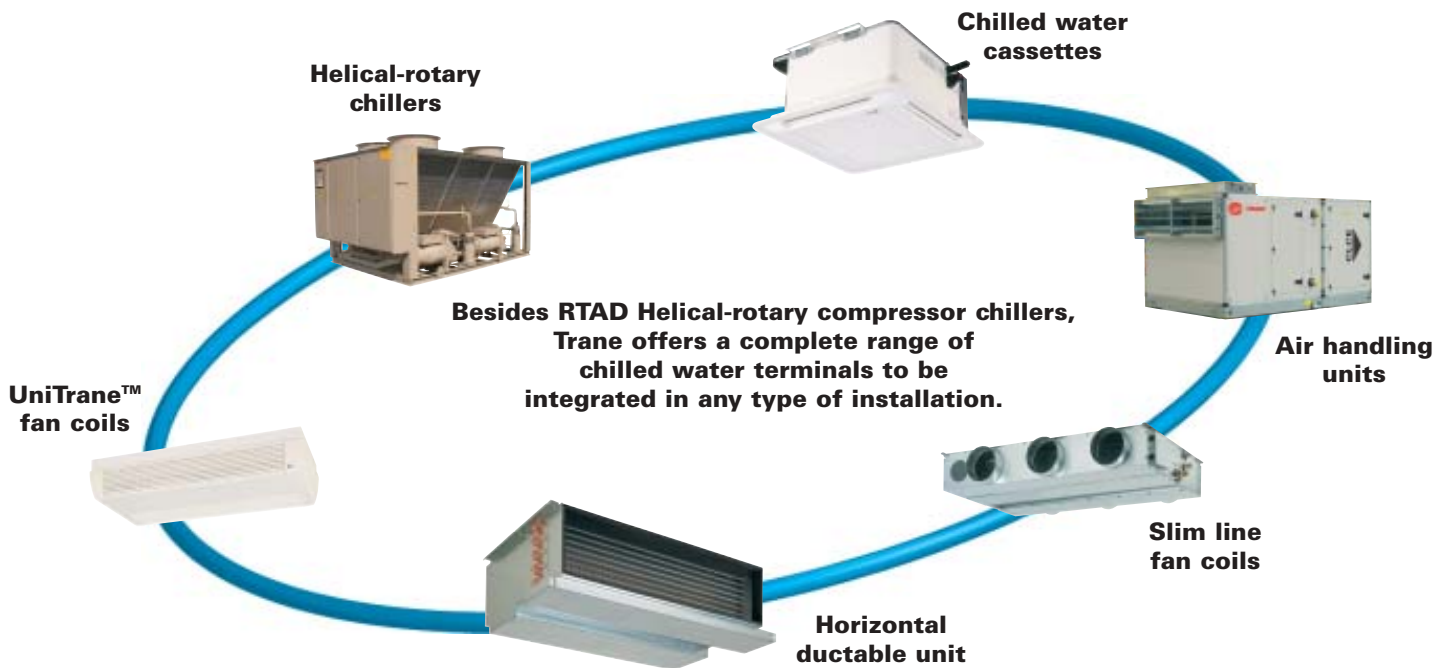 Chilled water
cassettes
Helical-rotary
chillers
Besides RTAD Helical-rotary compressor chillers,
Trane offers a complete range of
chilled water terminals to be
integrated in any type of installation.
Air handling
units
UniTrane™
fan coils
Slim line
fan coils
Horizontal
ductable unit